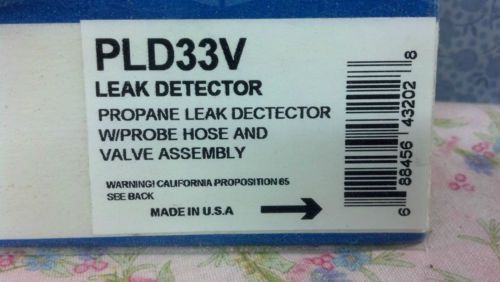 PLD33V
LEAK DETECTOR
PROPANE LEAK DECTECTOR
W/PROBE HOSE AND
VALVE ASSEMBLY
WARNING! CALIFORNIA PROPOSITION 65
SEE BACK
MADE IN U.S.A
6 88456 43202 8